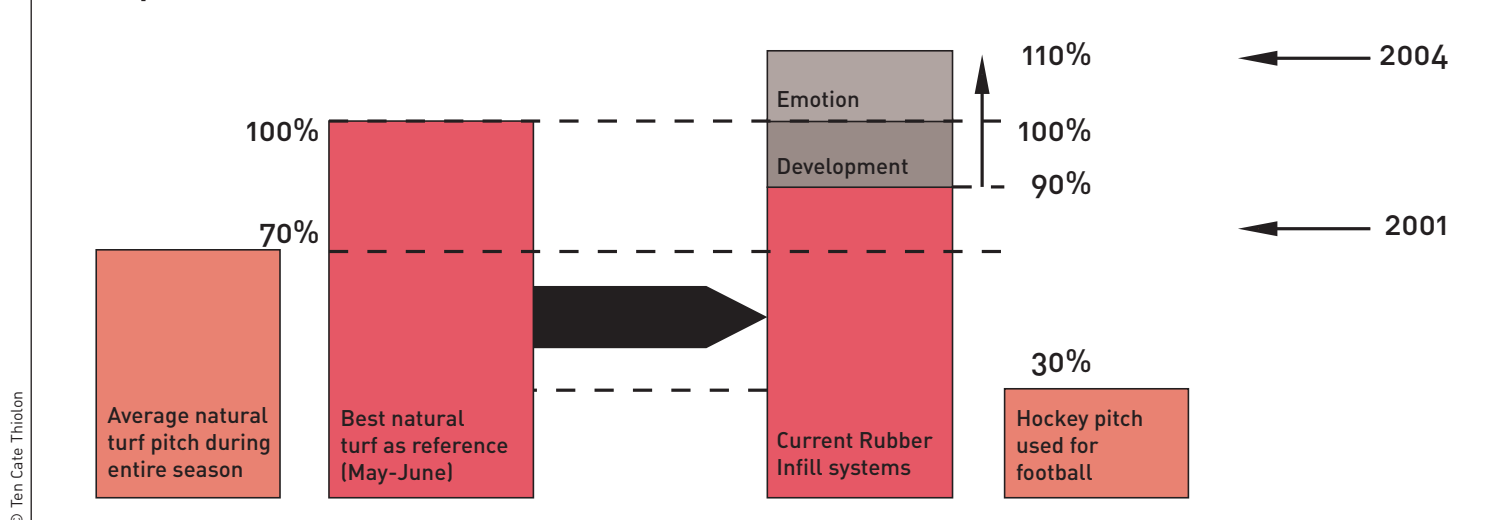 110%
2004
Emotion
100%
100%
Development
90%
70%
2001
30%
Average natural
turf pitch during
entire season
Best natural
turf as reference
(May-June)
Current Rubber
Infill systems
Hockey pitch
used for
football
© Ten Cate Thiolon